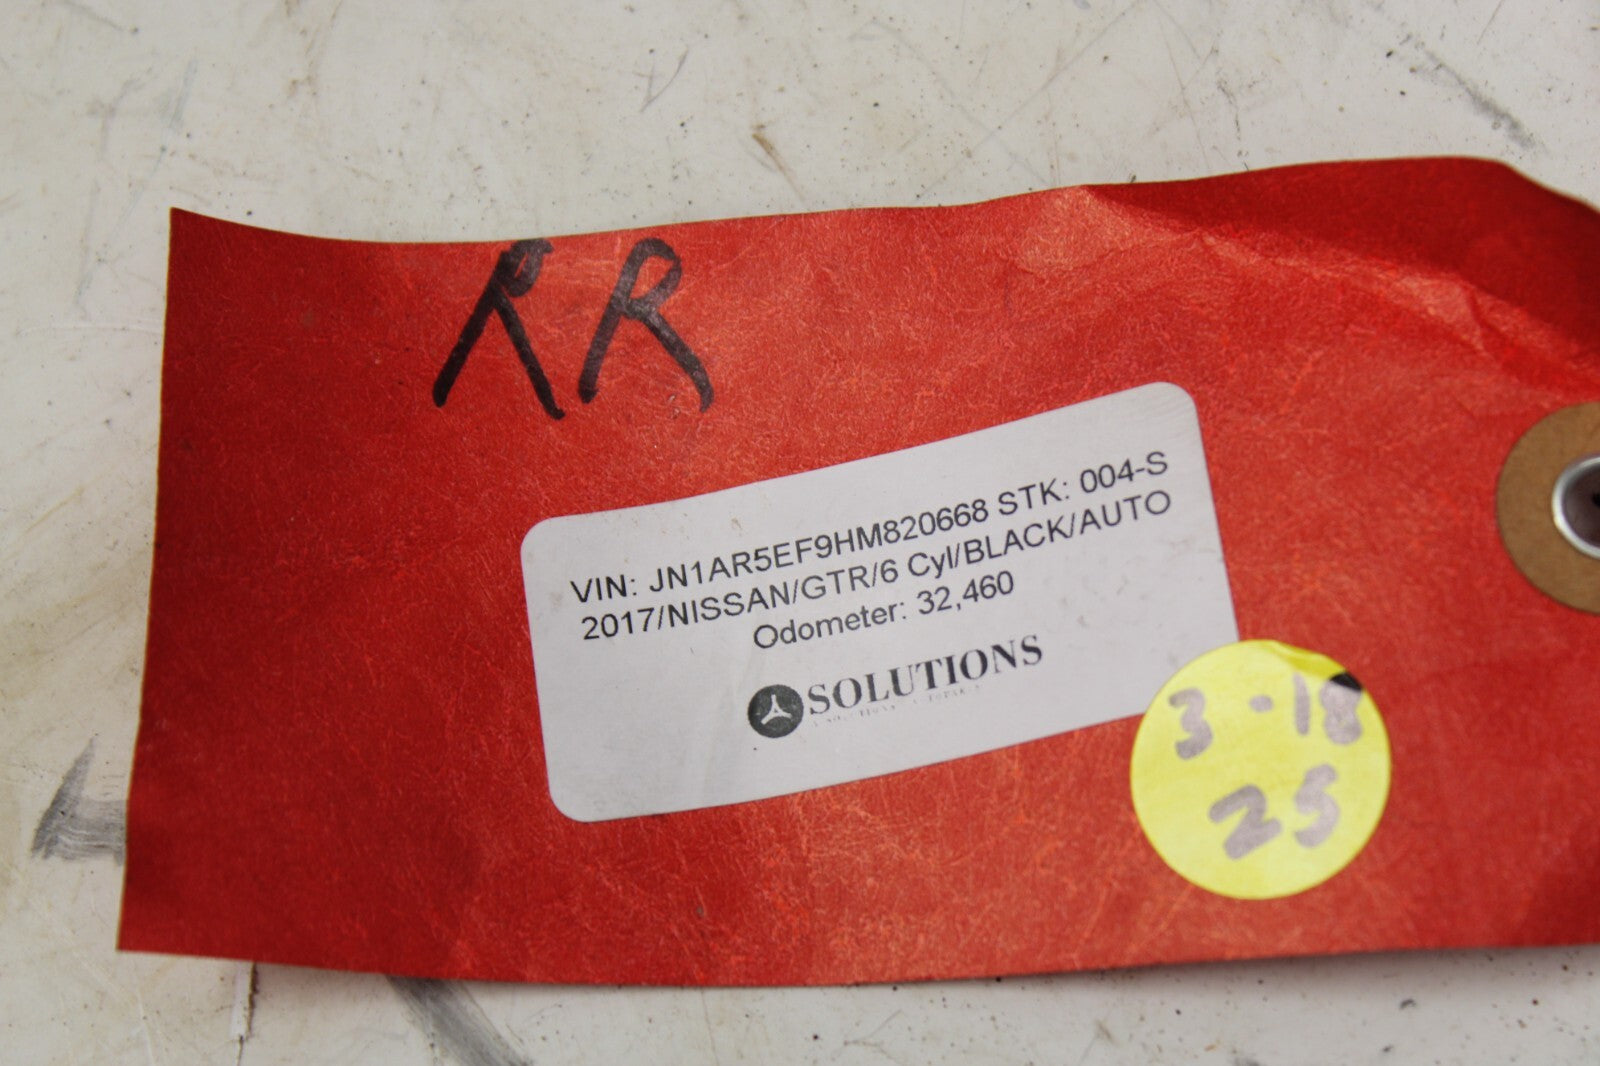 RR
VIN: JN1AR5EF9HM820668 STK: 004-S
2017/NISSAN/GTR/6 Cyl/BLACK/AUTO
Odometer: 32,460
SOLUTIONS
3-18
25